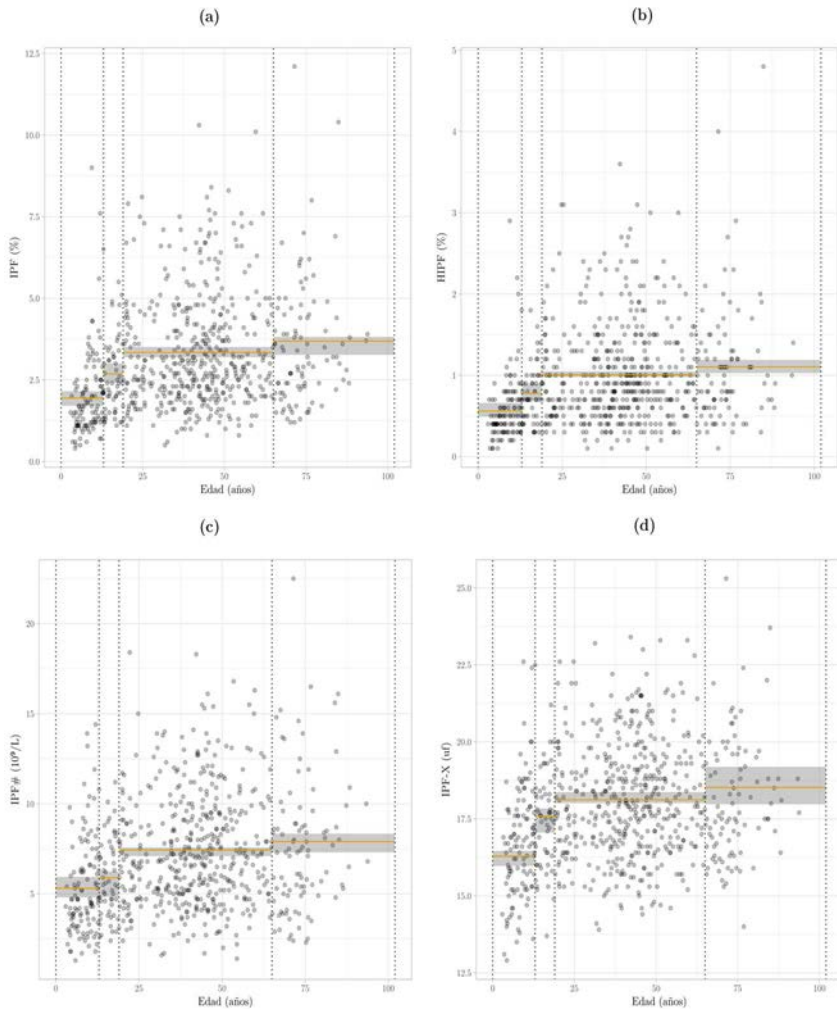 (a)
12.5
10.0
7.5
5.0
2.5
0.0
IPF (%)
0 25 50 75 100
Edad (años)
(b)
5
4
3
2
1
0
HIPF (%)
0 25 50 75 100
Edad (años)
(c)
20
15
10
5
IPF# (10⁹/L)
0 25 50 75 100
Edad (años)
(d)
25.0
22.5
20.0
17.5
15.0
12.5
IPF-X (uf)
0 25 50 75 100
Edad (años)